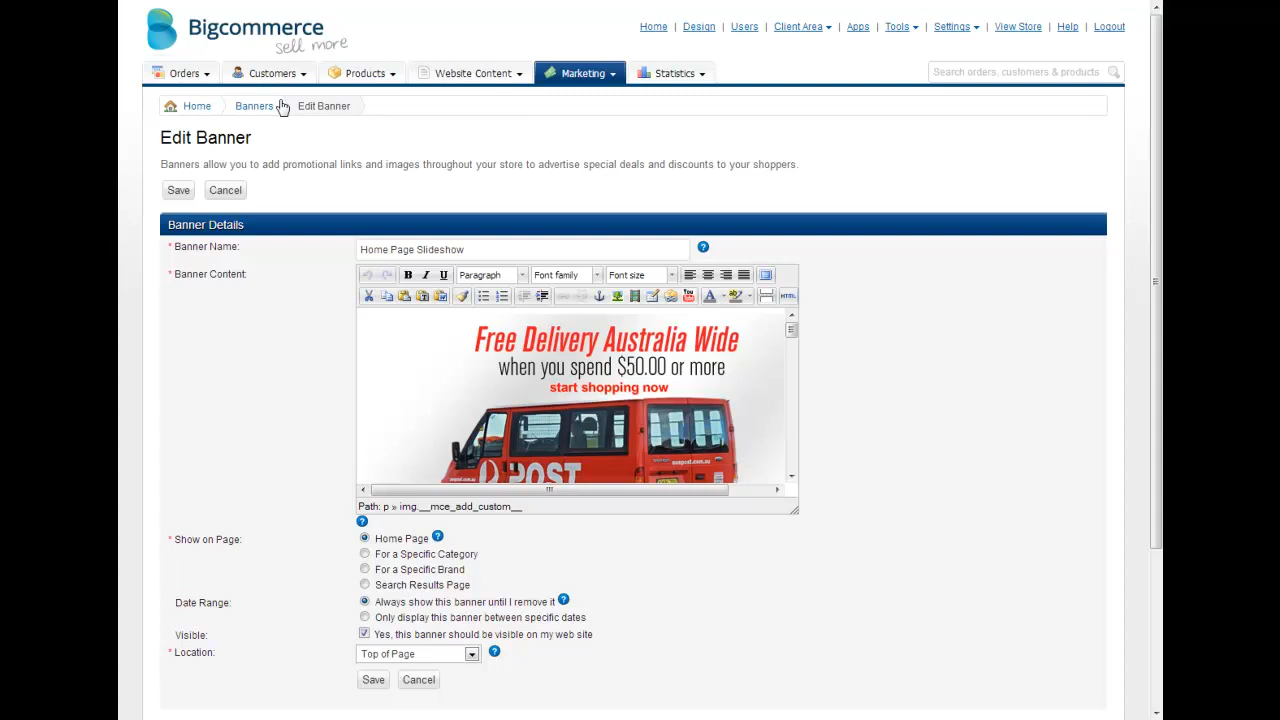 Bigcommerce
sell more
Home | Design | Users | Client Area | Apps | Tools | Settings | View Store | Help | Logout
Orders Customers Products Website Content Marketing Statistics
Search orders, customers & products
Home Banners Edit Banner
Edit Banner
Banners allow you to add promotional links and images throughout your store to advertise special deals and discounts to your shoppers.
Save Cancel
Banner Details
* Banner Name: Home Page Slideshow
* Banner Content:
B I U Paragraph Font family Font size
You Tube A ab HTML
Free Delivery Australia Wide
when you spend $50.00 or more
start shopping now
POST
Path: p » img.__mce_add_custom__
* Show on Page: Home Page
For a Specific Category
For a Specific Brand
Search Results Page
Date Range: Always show this banner until I remove it
Only display this banner between specific dates
Visible: Yes, this banner should be visible on my web site
* Location: Top of Page
Save Cancel